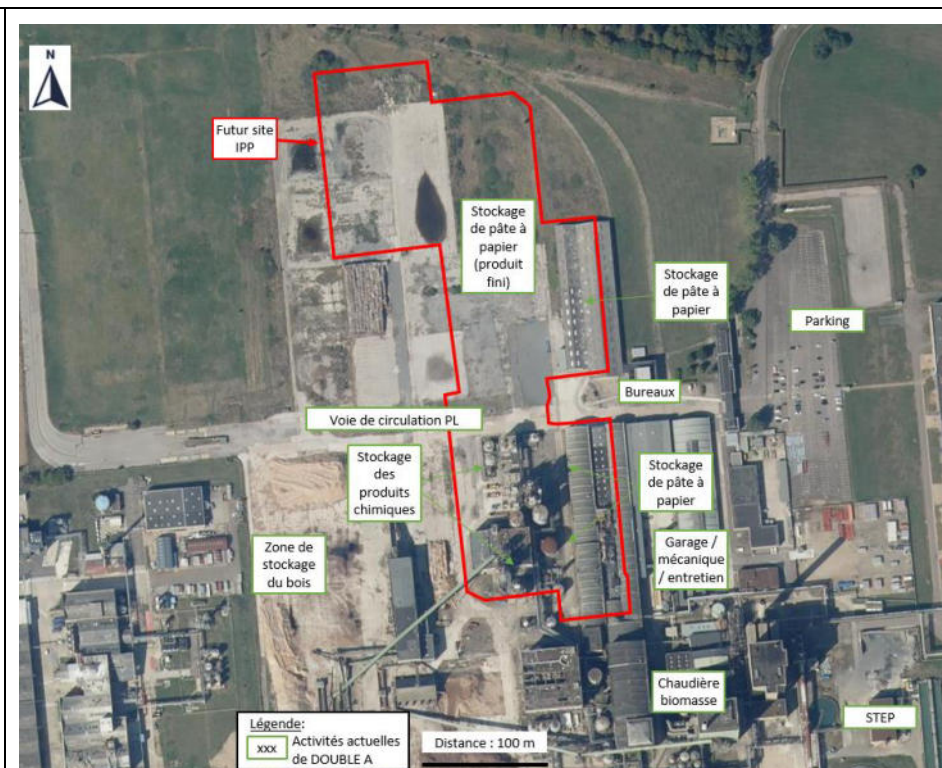 N
Futur site
IPP
Stockage
de pâte à
papier
(produit
fini)
Stockage
de pâte à
papier
Parking
Bureaux
Voie de circulation PL
Stockage
des
produits
chimiques
Stockage
de pâte à
papier
Zone de
stockage
du bois
Garage /
mécanique
/ entretien
Chaudière
biomasse
STEP
Légende:
xxx
Activités actuelles
de DOUBLE A
Distance : 100 m